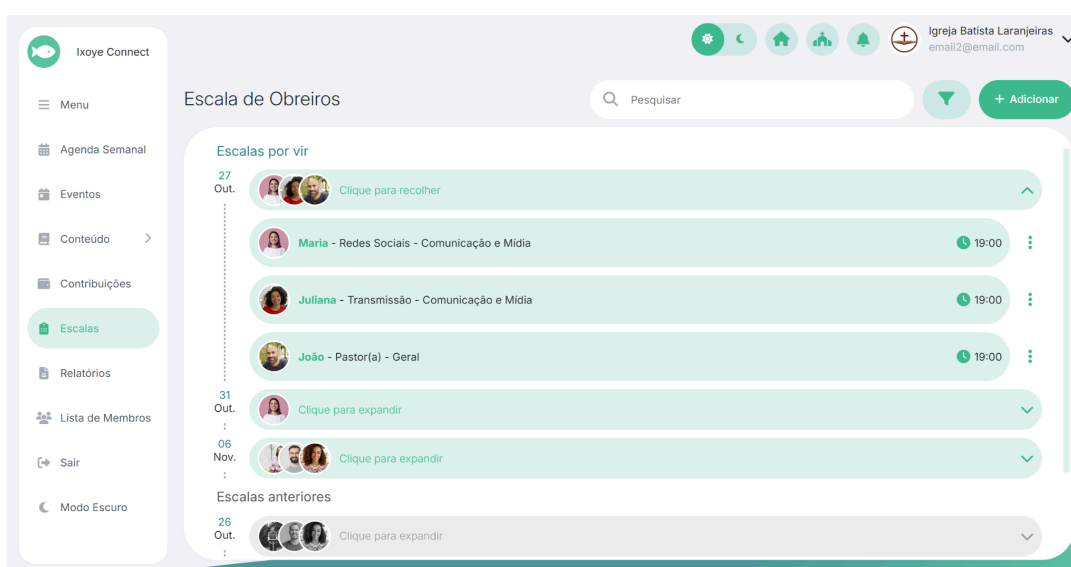 Ixoye Connect
Igreja Batista Laranjeiras
email2@email.com
Menu
Agenda Semanal
Eventos
Conteúdo
Contribuições
Escalas
Relatórios
Lista de Membros
Sair
Modo Escuro
Escala de Obreiros
Pesquisar
+ Adicionar
Escalas por vir
27
Out.
Clique para recolher
Maria - Redes Sociais - Comunicação e Mídia
19:00
Juliana - Transmissão - Comunicação e Mídia
19:00
João - Pastor(a) - Geral
19:00
31
Out.
Clique para expandir
06
Nov.
Clique para expandir
Escalas anteriores
26
Out.
Clique para expandir